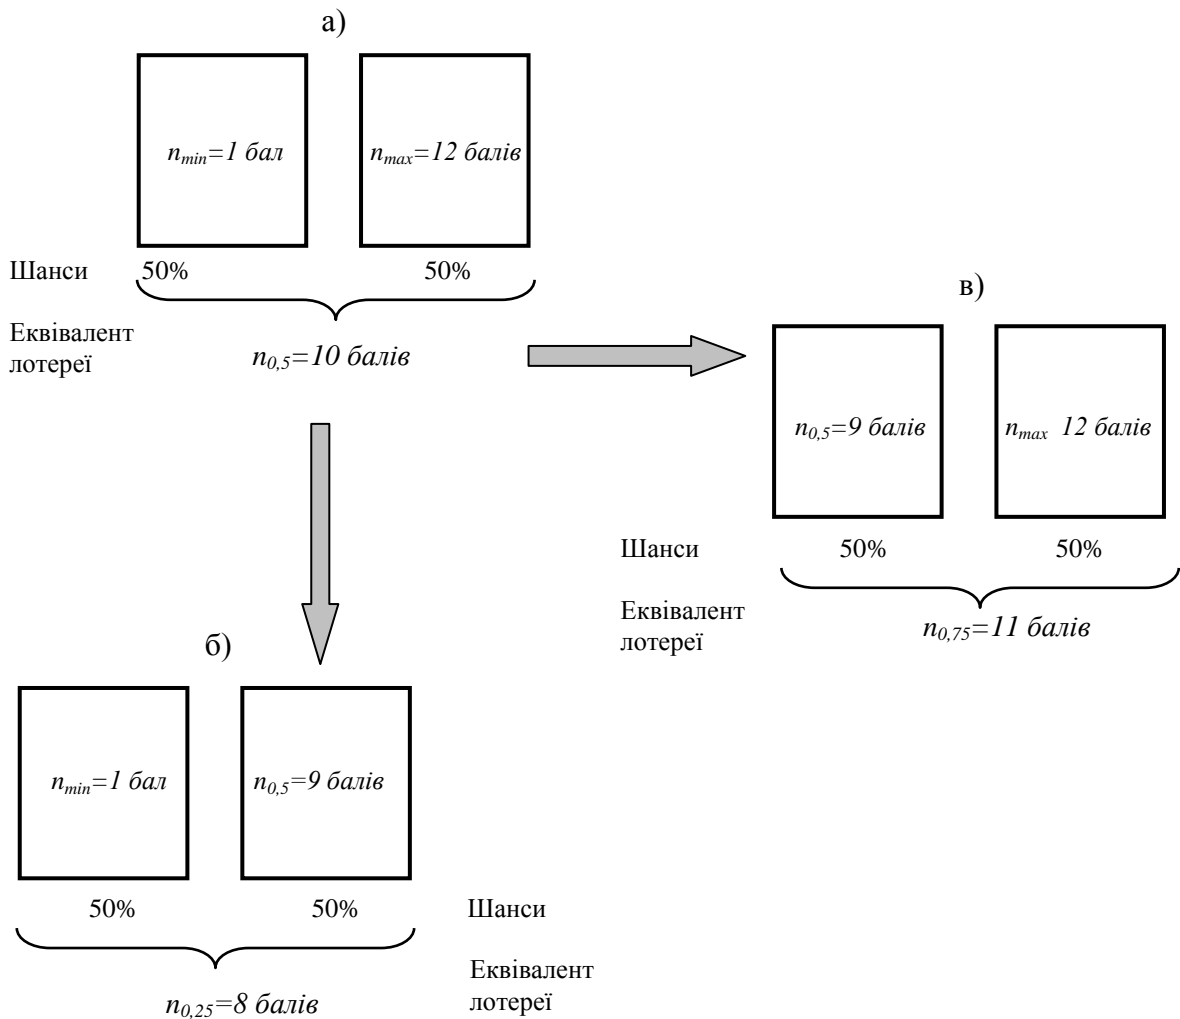 а)
n_min=1 бал
n_max=12 балів
Шанси 50% 50%
Еквівалент
лотереї
n_0,5=10 балів
в)
n_0,5=9 балів
n_max 12 балів
Шанси 50% 50%
Еквівалент
лотереї
n_0,75=11 балів
б)
n_min=1 бал
n_0,5=9 балів
50% 50% Шанси
Еквівалент
лотереї
n_0,25=8 балів